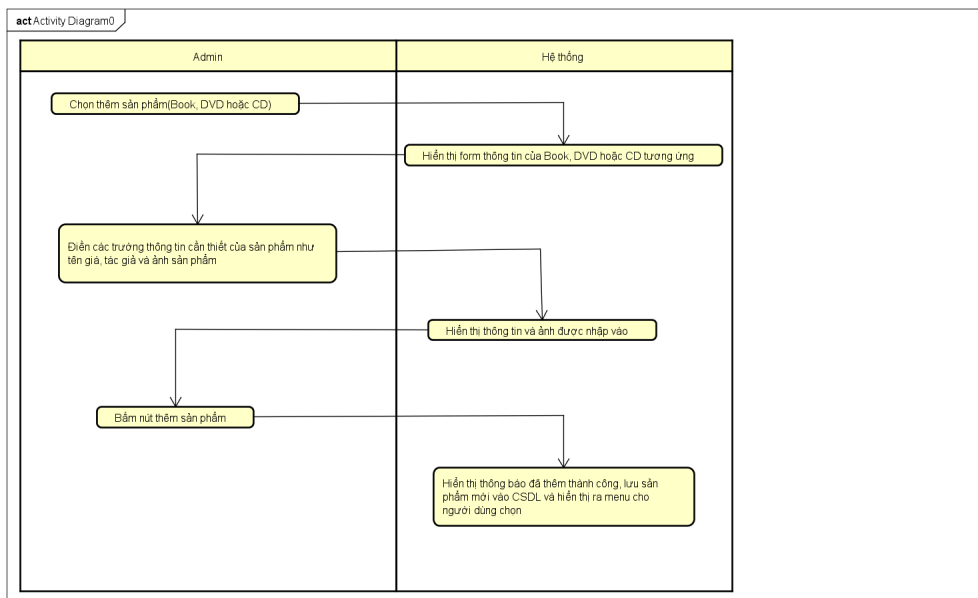 act Activity Diagram0
Admin
Hệ thống
Chọn thêm sản phẩm(Book, DVD hoặc CD)
Hiển thị form thông tin của Book, DVD hoặc CD tương ứng
Điền các trường thông tin cần thiết của sản phẩm như
tên giá, tác giả và ảnh sản phẩm
Hiển thị thông tin và ảnh được nhập vào
Bấm nút thêm sản phẩm
Hiển thị thông báo đã thêm thành công, lưu sản
phẩm mới vào CSDL và hiển thị ra menu cho
người dùng chọn